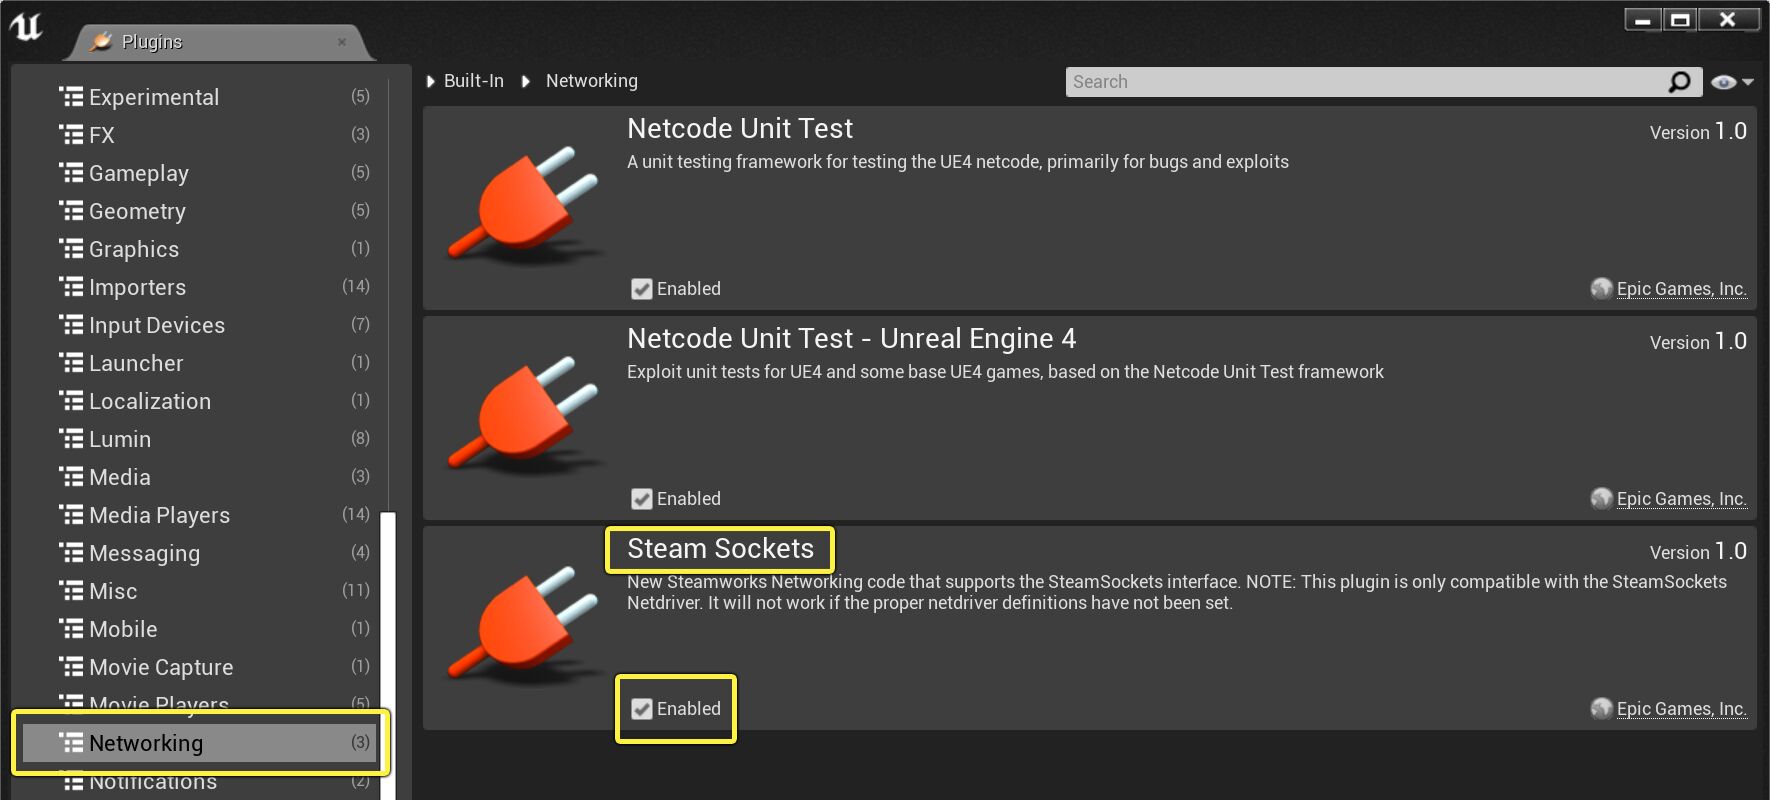 Plugins
Experimental (5)
FX (3)
Gameplay (5)
Geometry (5)
Graphics (1)
Importers (14)
Input Devices (7)
Launcher (1)
Localization (1)
Lumin (8)
Media (3)
Media Players (14)
Messaging (4)
Misc (11)
Mobile (1)
Movie Capture (1)
Movie Players (5)
Networking (3)
Notifications (2)
Built-In Networking
Search
Netcode Unit Test
Version 1.0
A unit testing framework for testing the UE4 netcode, primarily for bugs and exploits
Enabled
Epic Games, Inc.
Netcode Unit Test - Unreal Engine 4
Version 1.0
Exploit unit tests for UE4 and some base UE4 games, based on the Netcode Unit Test framework
Enabled
Epic Games, Inc.
Steam Sockets
Version 1.0
New Steamworks Networking code that supports the SteamSockets interface. NOTE: This plugin is only compatible with the SteamSockets
Netdriver. It will not work if the proper netdriver definitions have not been set.
Enabled
Epic Games, Inc.